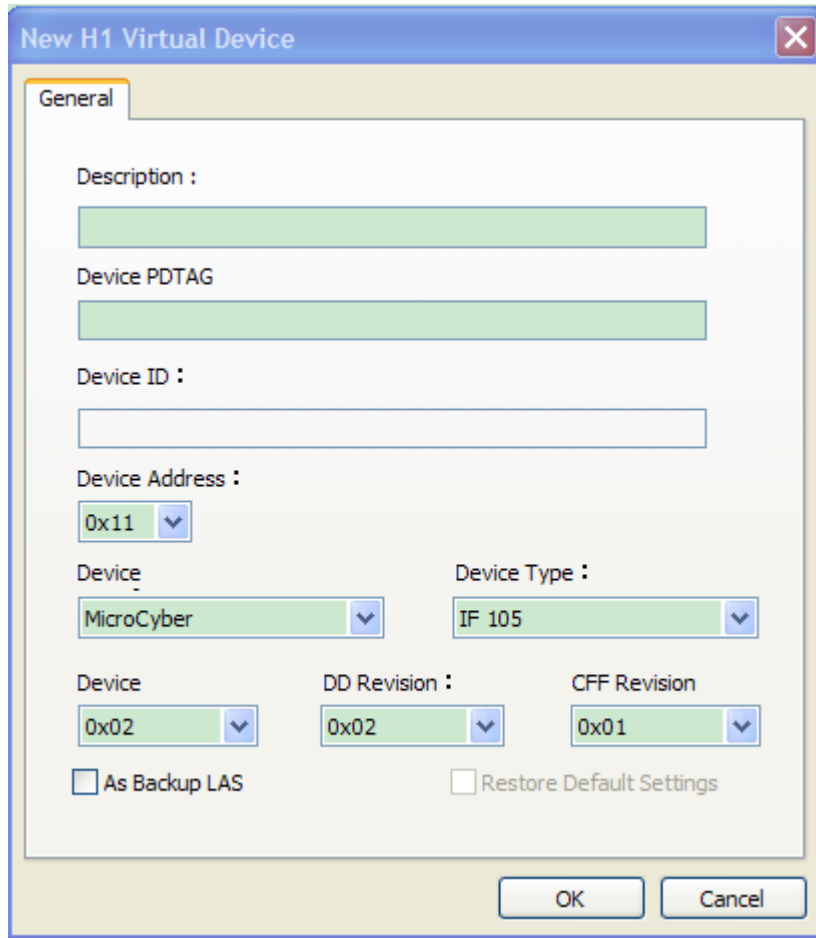 New H1 Virtual Device
General
Description :
Device PDTAG
Device ID :
Device Address :
0x11
Device Device Type :
MicroCyber IF 105
Device DD Revision : CFF Revision
0x02 0x02 0x01
As Backup LAS Restore Default Settings
OK Cancel